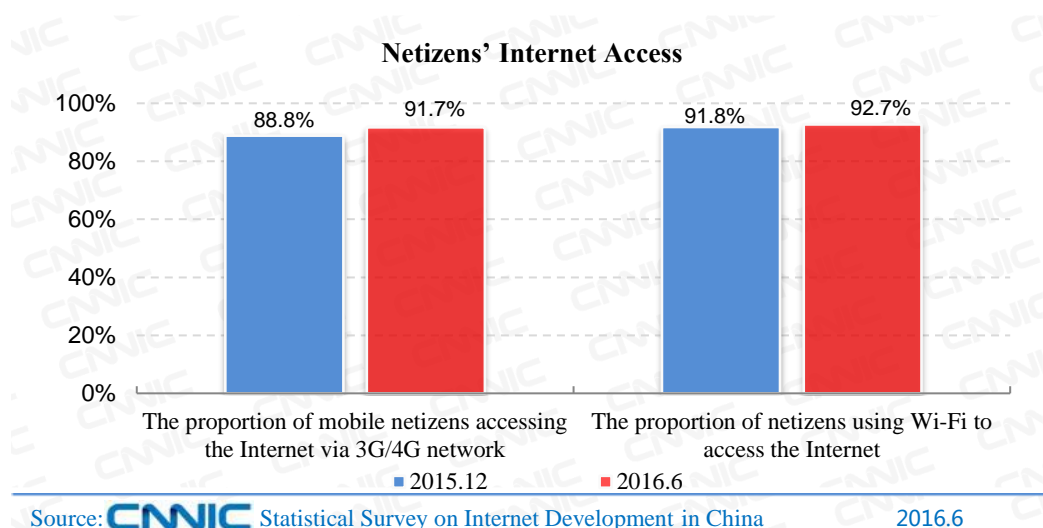 Netizens’ Internet Access
100%
80%
60%
40%
20%
0%
88.8%
91.7%
91.8%
92.7%
The proportion of mobile netizens accessing
the Internet via 3G/4G network
The proportion of netizens using Wi-Fi to
access the Internet
2015.12
2016.6
Source: CNNIC Statistical Survey on Internet Development in China 2016.6